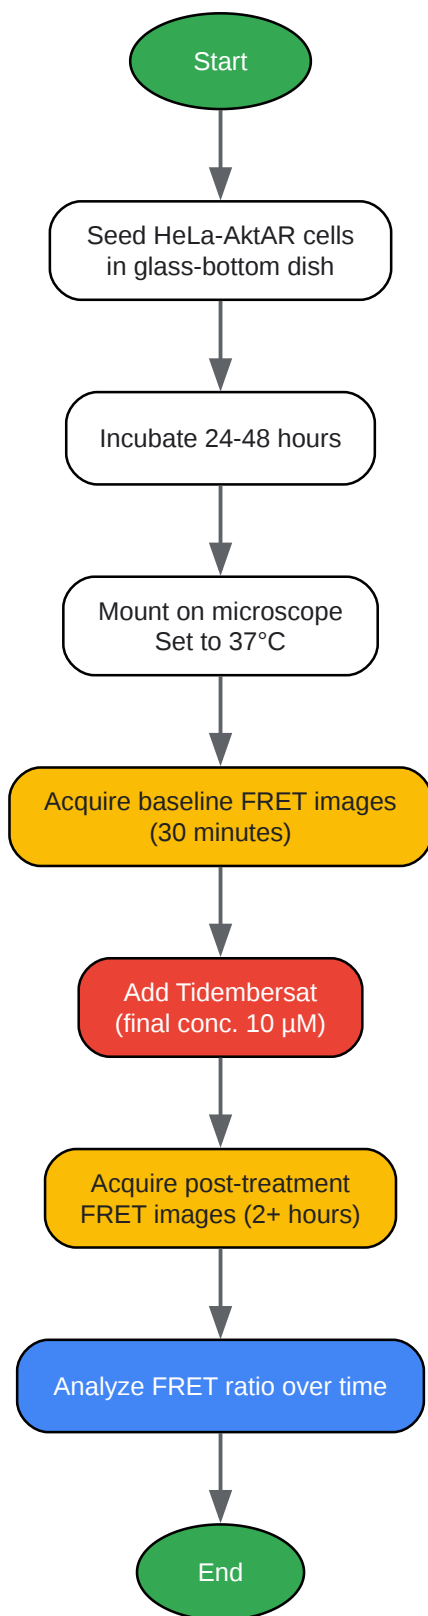 Start
Seed HeLa-AktAR cells
in glass-bottom dish
Incubate 24-48 hours
Mount on microscope
Set to 37°C
Acquire baseline FRET images
(30 minutes)
Add Tidembersat
(final conc. 10 µM)
Acquire post-treatment
FRET images (2+ hours)
Analyze FRET ratio over time
End